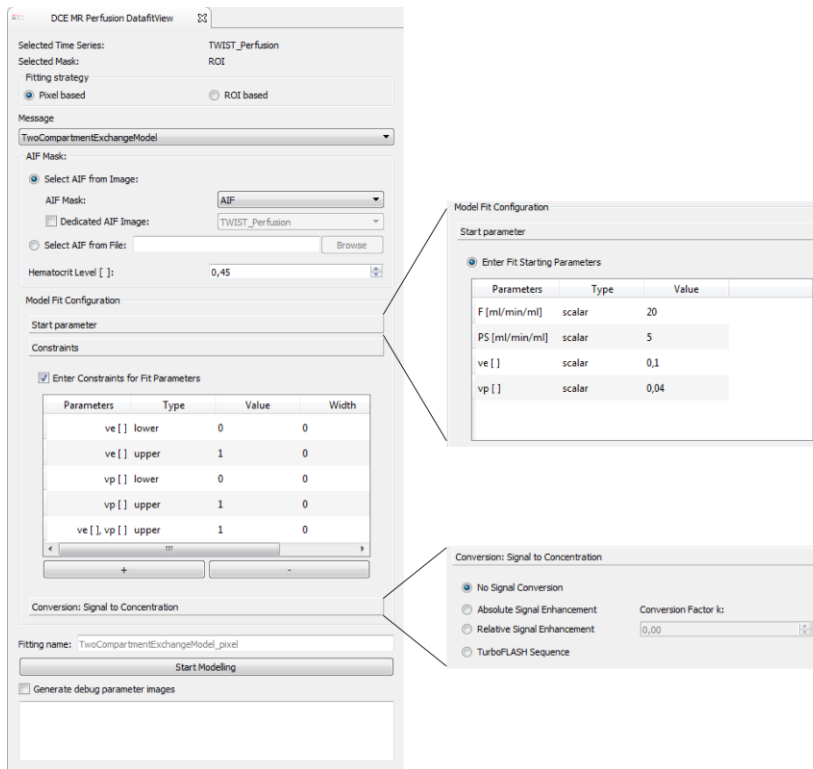 DCE MR Perfusion DatafitView
Selected Time Series: TWIST_Perfusion
Selected Mask: ROI
Fitting strategy
Pixel based ROI based
Message
TwoCompartmentExchangeModel
AIF Mask:
Select AIF from Image:
AIF Mask: AIF
Dedicated AIF Image: TWIST_Perfusion
Select AIF from File: Browse
Hematocrit Level [ ]: 0,45
Model Fit Configuration
Start parameter
Constraints
Enter Constraints for Fit Parameters
Parameters Type Value Width
ve [ ] lower 0 0
ve [ ] upper 1 0
vp [ ] lower 0 0
vp [ ] upper 1 0
ve [ ], vp [ ] upper 1 0
+ -
Conversion: Signal to Concentration
Fitting name: TwoCompartmentExchangeModel_pixel
Start Modelling
Generate debug parameter images
Model Fit Configuration
Start parameter
Enter Fit Starting Parameters
Parameters Type Value
F [ml/min/ml] scalar 20
PS [ml/min/ml] scalar 5
ve [ ] scalar 0,1
vp [ ] scalar 0,04
Conversion: Signal to Concentration
No Signal Conversion
Absolute Signal Enhancement Conversion Factor k:
Relative Signal Enhancement 0,00
TurboFLASH Sequence